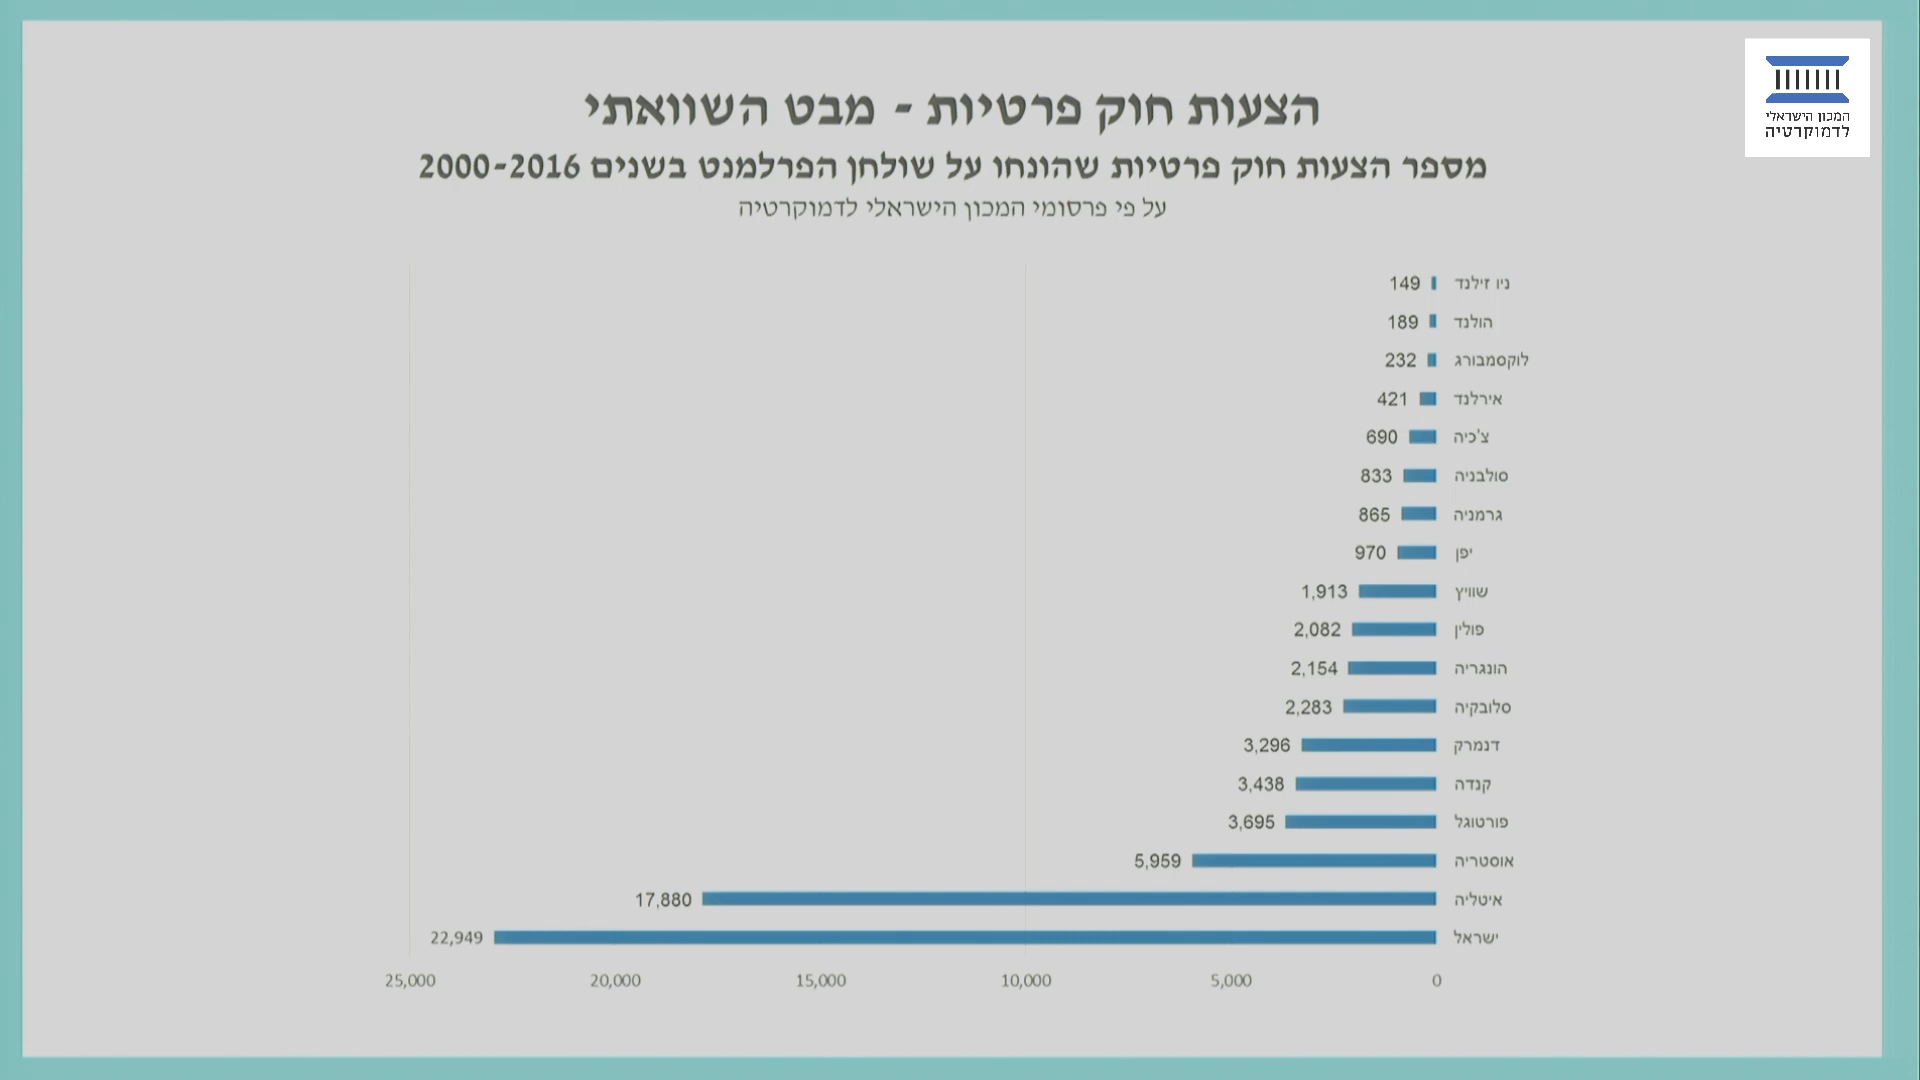 המכון הישראלי
לדמוקרטיה
הצעות חוק פרטיות - מבט השוואתי
מספר הצעות חוק פרטיות שהונחו על שולחן הפרלמנט בשנים 2000-2016
על פי פרסומי המכון הישראלי לדמוקרטיה
ניו זילנד 149
הולנד 189
לוקסמבורג 232
אירלנד 421
צ'כיה 690
סולבניה 833
גרמניה 865
יפן 970
שוויץ 1,913
פולין 2,082
הונגריה 2,154
סלובקיה 2,283
דנמרק 3,296
קנדה 3,438
פורטוגל 3,695
אוסטריה 5,959
איטליה 17,880
ישראל 22,949
0 5,000 10,000 15,000 20,000 25,000